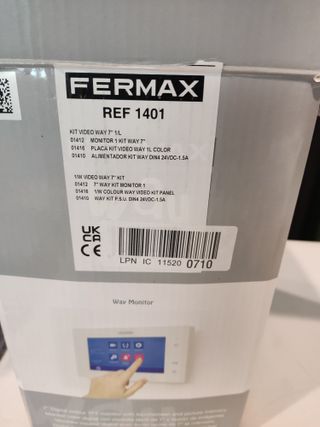 FERMAX
REF 1401
KIT VIDEO WAY 7" 1/L
01412 MONITOR 1 KIT WAY 7"
01416 PLACA KIT VIDEO WAY 1L COLOR
01410 ALIMENTADOR KIT WAY DIN4 24VDC-1.5A
1/W VIDEO WAY 7" KIT
01412 7" WAY KIT MONITOR 1
01416 1/W COLOUR WAY VIDEO KIT PANEL
01410 WAY KIT P.S.U. DIN4 24VDC-1.5A
UK
CA
CE
LPN IC 11520 0710
Way Monitor